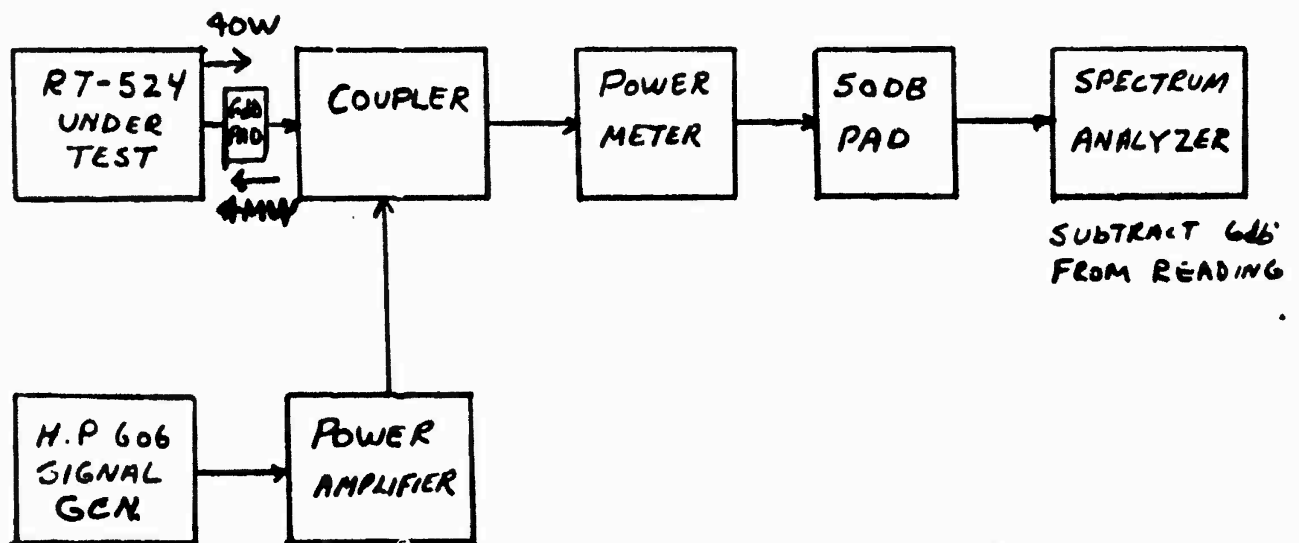 40W
RT-524
UNDER
TEST
6db
PAD
4MW
COUPLER
POWER
METER
50DB
PAD
SPECTRUM
ANALYZER
SUBTRACT 6db
FROM READING
H.P 606
SIGNAL
GEN.
POWER
AMPLIFIER